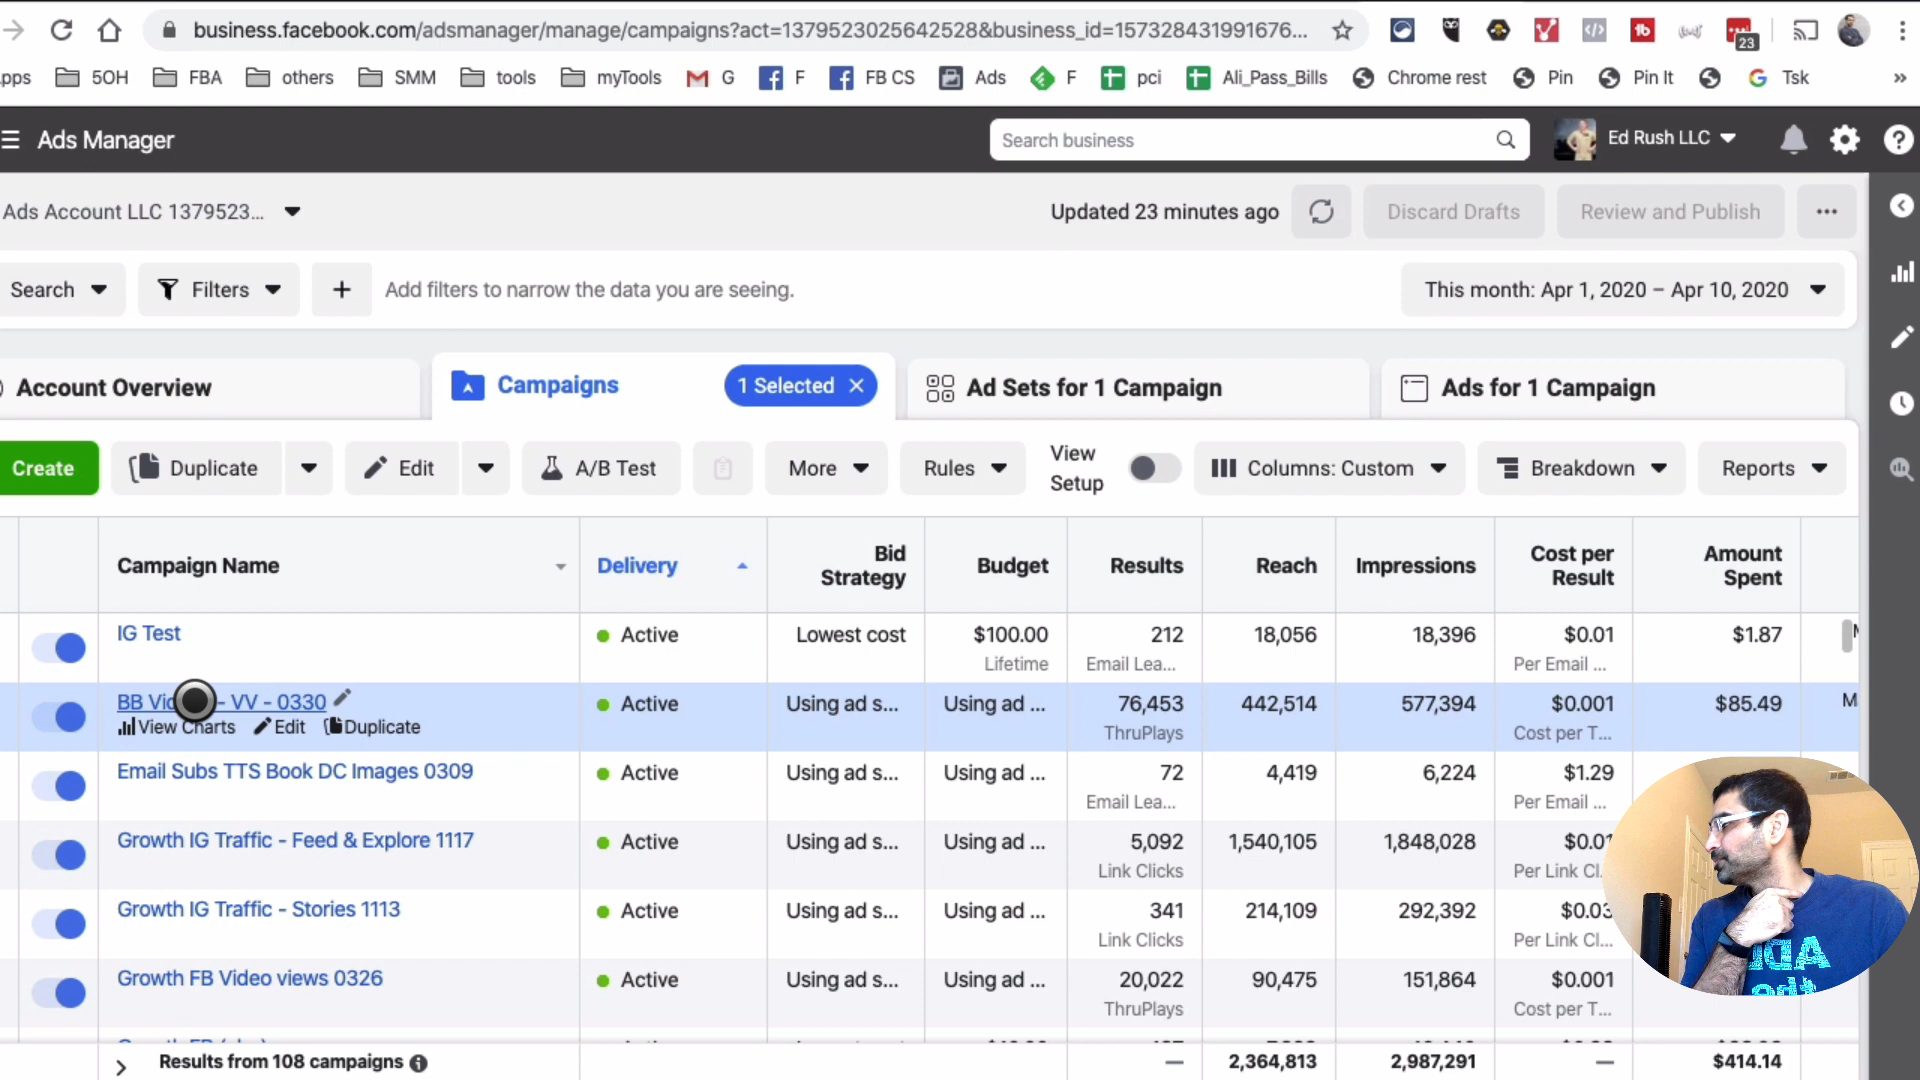 business.facebook.com/adsmanager/manage/campaigns?act=1379523025642528&business_id=157328431991676...
23
pps 5OH FBA others SMM tools myTools G F FB CS Ads F pci Ali_Pass_Bills Chrome rest Pin Pin It Tsk »
Ads Manager
Search business
Ed Rush LLC
Ads Account LLC 1379523...
Updated 23 minutes ago
Discard Drafts
Review and Publish
Search
Filters
Add filters to narrow the data you are seeing.
This month: Apr 1, 2020 – Apr 10, 2020
Account Overview
Campaigns
1 Selected
Ad Sets for 1 Campaign
Ads for 1 Campaign
Create
Duplicate
Edit
A/B Test
More
Rules
View
Setup
Columns: Custom
Breakdown
Reports
Campaign Name Delivery Bid Strategy Budget Results Reach Impressions Cost per Result Amount Spent
IG Test Active Lowest cost $100.00 212 18,056 18,396 $0.01 $1.87
Lifetime Email Lea... Per Email ...
BB Vi - VV - 0330 Active Using ad s... Using ad ... 76,453 442,514 577,394 $0.001 $85.49 M
View Charts Edit Duplicate ThruPlays Cost per T...
Email Subs TTS Book DC Images 0309 Active Using ad s... Using ad ... 72 4,419 6,224 $1.29
Email Lea... Per Email ...
Growth IG Traffic - Feed & Explore 1117 Active Using ad s... Using ad ... 5,092 1,540,105 1,848,028 $0.01
Link Clicks Per Link Cl...
Growth IG Traffic - Stories 1113 Active Using ad s... Using ad ... 341 214,109 292,392 $0.03
Link Clicks Per Link Cl...
Growth FB Video views 0326 Active Using ad s... Using ad ... 20,022 90,475 151,864 $0.001
ThruPlays Cost per T...
Results from 108 campaigns — 2,364,813 2,987,291 — $414.14